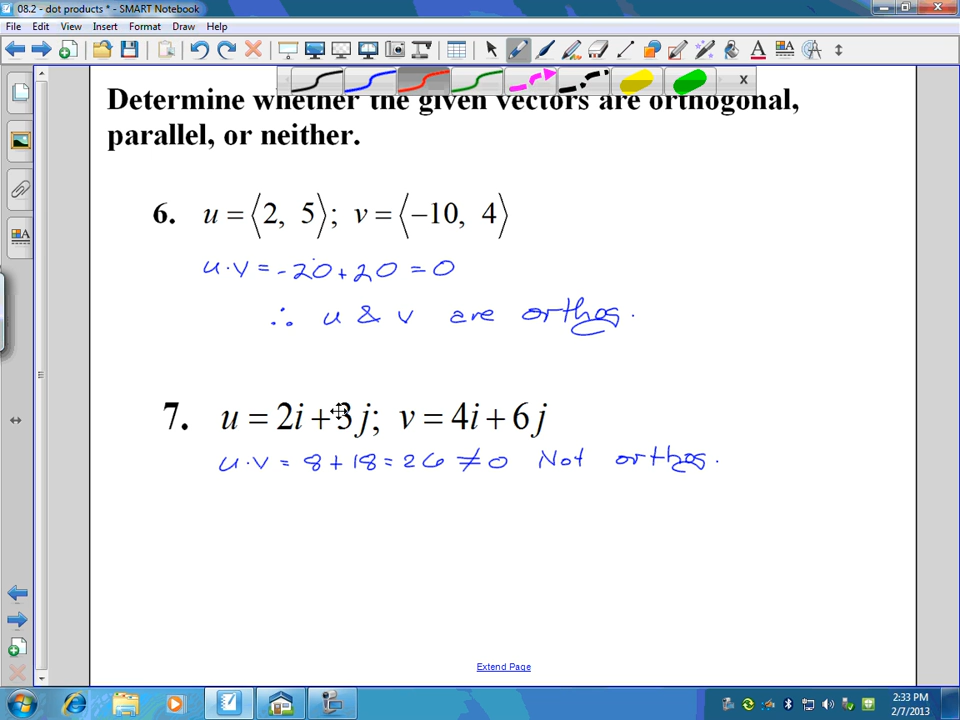 08.2 - dot products * - SMART Notebook
File Edit View Insert Format Draw Help
x
Determine whether the given vectors are orthogonal,
parallel, or neither.
6. u = ⟨2, 5⟩; v = ⟨−10, 4⟩
u·v = -20 + 20 = 0
∴ u & v are orthog.
7. u = 2i + 3j; v = 4i + 6j
u·v = 8 + 18 = 26 ≠ 0 Not orthog.
Extend Page
2:33 PM
2/7/2013